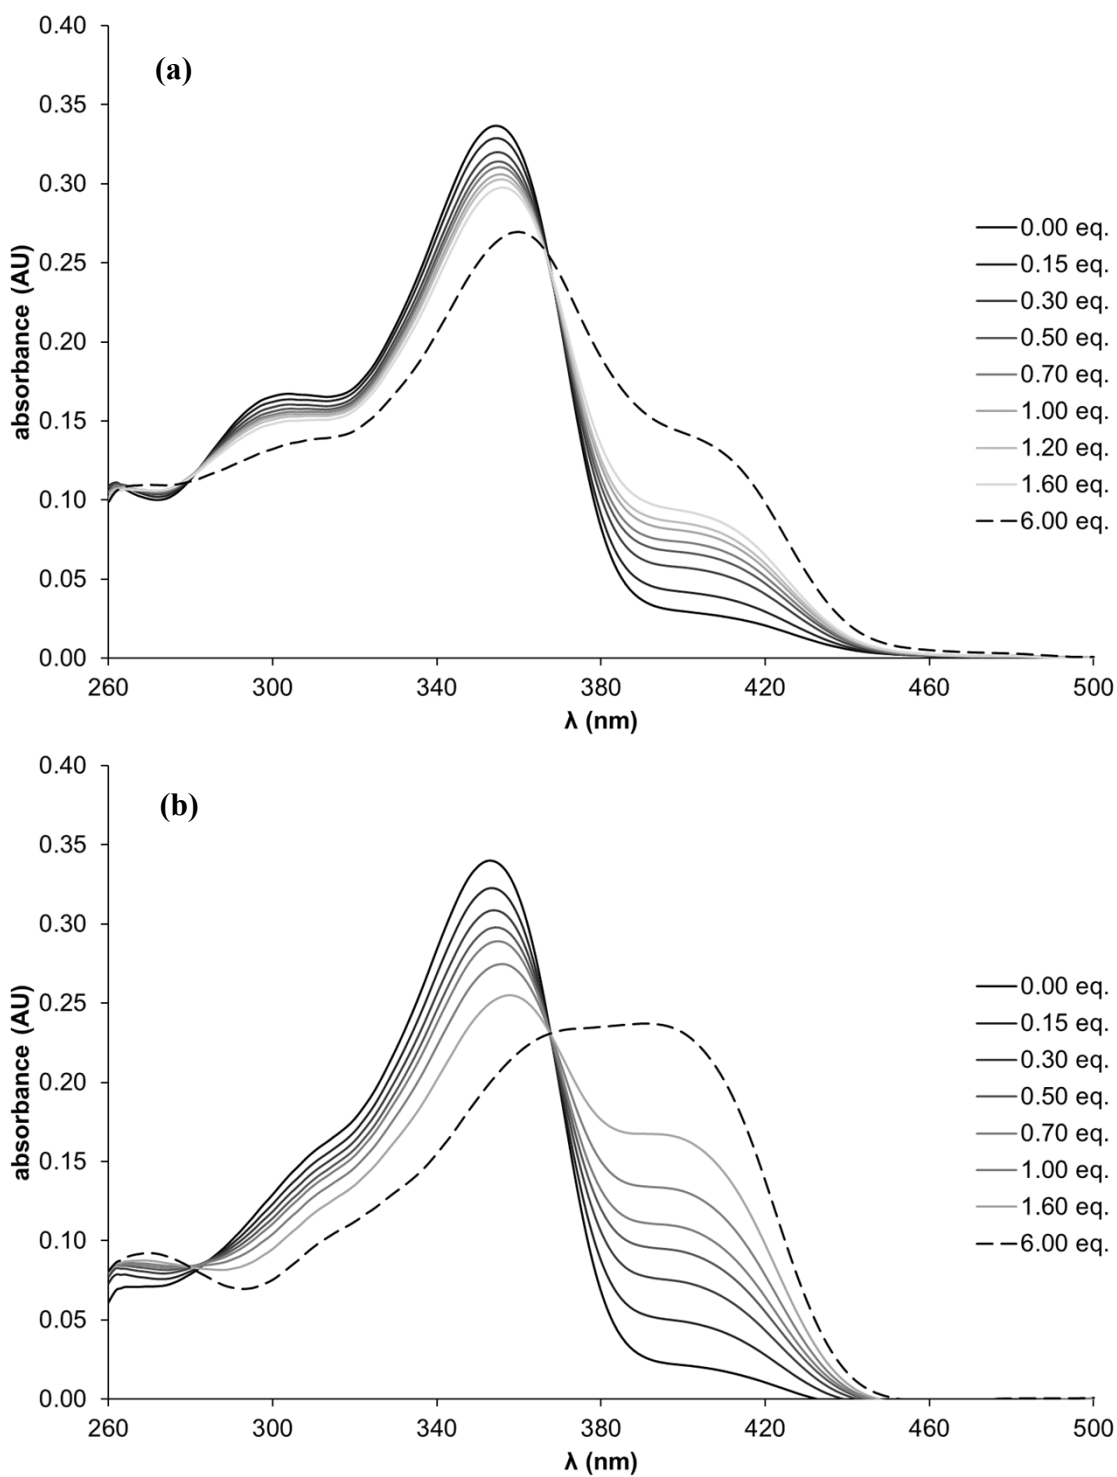 0.40
(a)
0.35
0.30
0.25
0.20
0.15
0.10
0.05
0.00
absorbance (AU)
260 300 340 380 420 460 500
λ (nm)
0.00 eq.
0.15 eq.
0.30 eq.
0.50 eq.
0.70 eq.
1.00 eq.
1.20 eq.
1.60 eq.
6.00 eq.
0.40
(b)
0.35
0.30
0.25
0.20
0.15
0.10
0.05
0.00
absorbance (AU)
260 300 340 380 420 460 500
λ (nm)
0.00 eq.
0.15 eq.
0.30 eq.
0.50 eq.
0.70 eq.
1.00 eq.
1.60 eq.
6.00 eq.